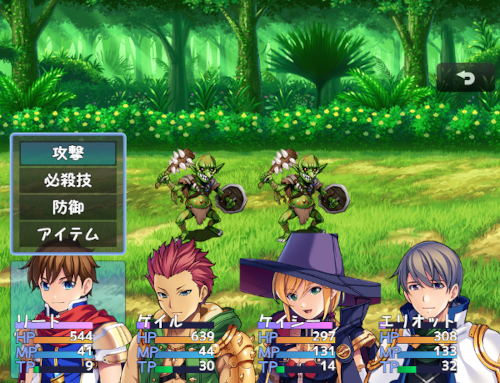 攻撃
必殺技
防御
アイテム
リード ゲイル ケイシー エリオット
HP 544 HP 639 HP 297 HP 308
MP 41 MP 44 MP 131 MP 133
TP 9 TP 30 TP 14 TP 32